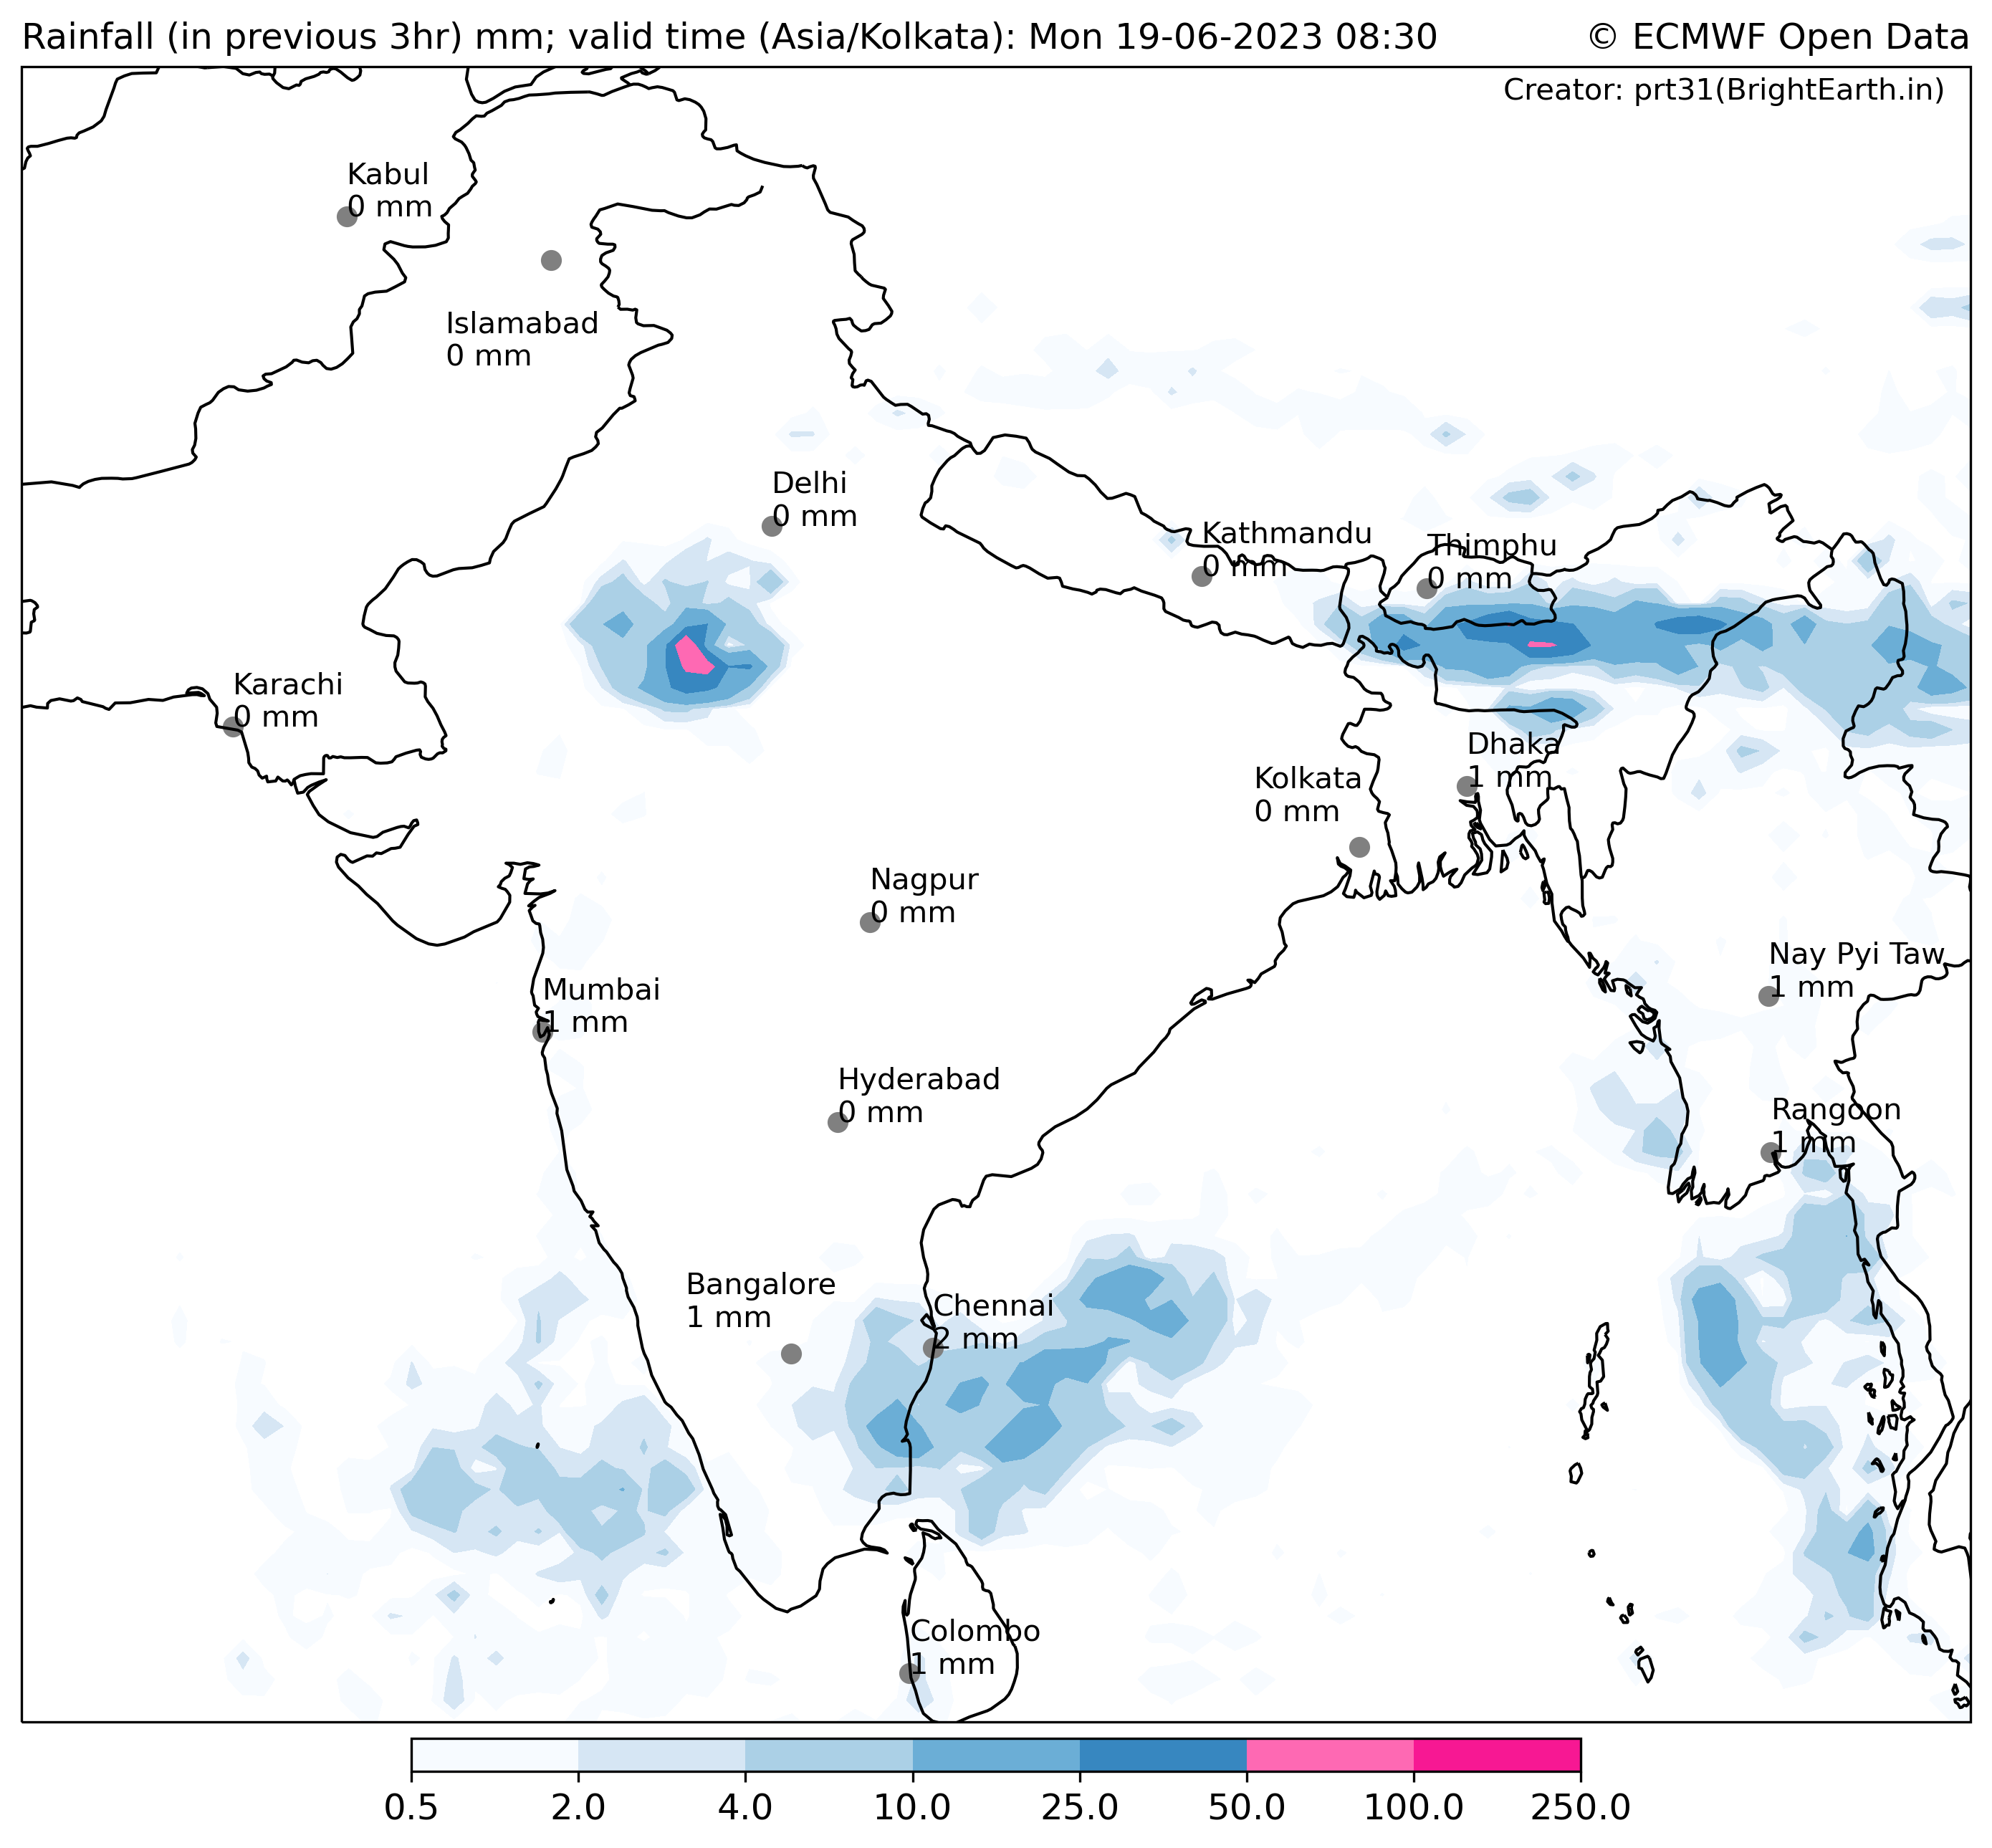 Rainfall (in previous 3hr) mm; valid time (Asia/Kolkata): Mon 19-06-2023 08:30
© ECMWF Open Data
Creator: prt31(BrightEarth.in)
Kabul
0 mm
Islamabad
0 mm
Delhi
0 mm
Kathmandu
0 mm
Thimphu
0 mm
Karachi
0 mm
Dhaka
1 mm
Kolkata
0 mm
Nagpur
0 mm
Nay Pyi Taw
1 mm
Mumbai
1 mm
Hyderabad
0 mm
Rangoon
1 mm
Bangalore
1 mm
Chennai
2 mm
Colombo
1 mm
0.5 2.0 4.0 10.0 25.0 50.0 100.0 250.0